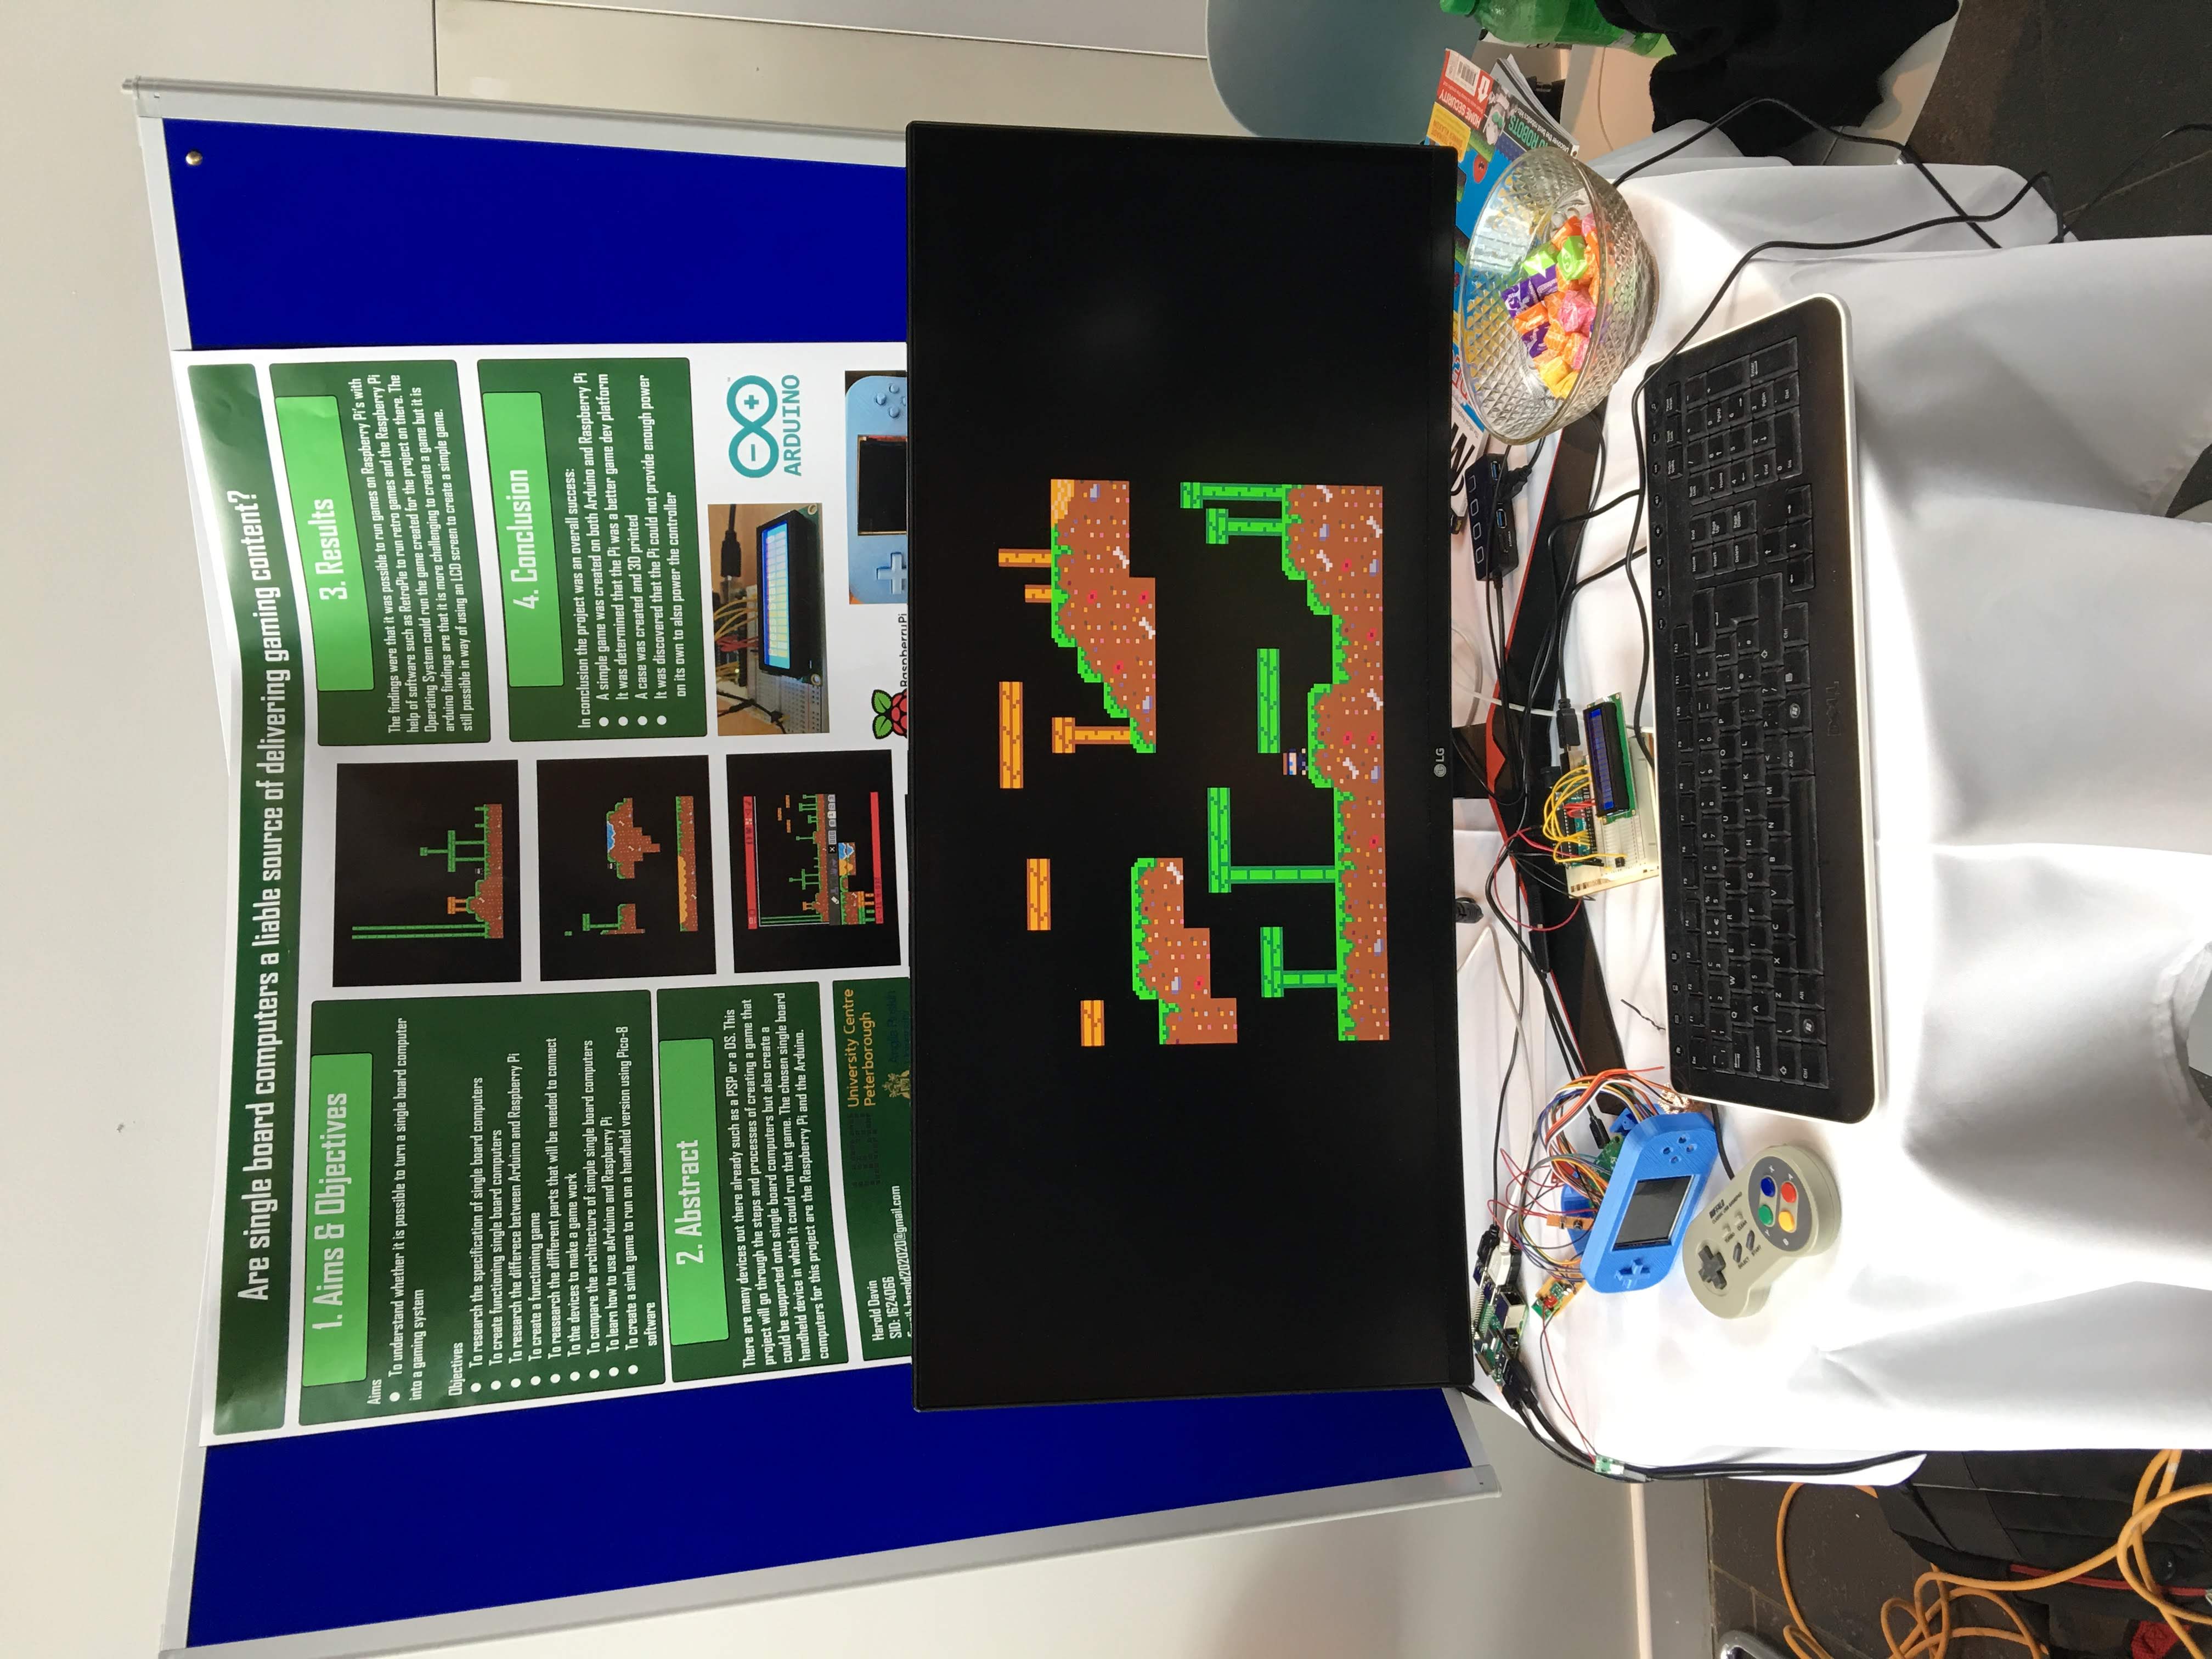 Are single board computers a liable source of delivering gaming content?
1. Aims & Objectives
Aims
● To understand whether it is possible to turn a single board computer
into a gaming system
Objectives
● To research the specification of single board computers
● To create functioning single board computers
● To research the differece between Arduino and Raspberry Pi
● To create a functioning game
● To reasearch the diffferent parts that will be needed to connect
● To the devices to make a game work
● To compare the architecture of simple single board computers
● To learn how to use aArduino and Raspberry Pi
● To create a simle game to run on a handheld version using Pico-8
software
2. Abstract
There are many devices out there already such as a PSP or a DS. This
project will go through the steps and processes of creating a game that
could be supported onto single board computers but also create a
handheld device in which it could run that game. The chosen single board
computers for this project are the Raspberry Pi and the Arduino.
Harold Davin
SID: 1624066
Email: harold202020@gmail.com
University Centre
Peterborough
3. Results
The findings were that it was possible to run games on Raspberry Pi's with
help of software such as RetroPie to run retro games and the Raspberry Pi
Operating System could run the game created for the project on there. The
arduino findings are that it is more challenging to create a game but it is
still possible in way of using an LCD screen to create a simple game.
4. Conclusion
In conclusion the project was an overall success:
● A simple game was created on both Arduino and Raspberry Pi
● It was determined that the Pi was a better game dev platform
● A case was created and 3D printed
● It was discovered that the Pi could not provide enough power
on its own to also power the controller
ARDUINO
RaspberryPi
LG
HOME SECURITY
DELL